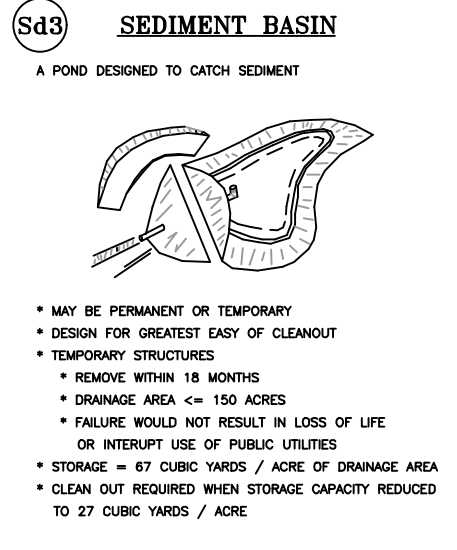 Sd3 SEDIMENT BASIN
A POND DESIGNED TO CATCH SEDIMENT
* MAY BE PERMANENT OR TEMPORARY
* DESIGN FOR GREATEST EASY OF CLEANOUT
* TEMPORARY STRUCTURES
* REMOVE WITHIN 18 MONTHS
* DRAINAGE AREA <= 150 ACRES
* FAILURE WOULD NOT RESULT IN LOSS OF LIFE
OR INTERUPT USE OF PUBLIC UTILITIES
* STORAGE = 67 CUBIC YARDS / ACRE OF DRAINAGE AREA
* CLEAN OUT REQUIRED WHEN STORAGE CAPACITY REDUCED
TO 27 CUBIC YARDS / ACRE